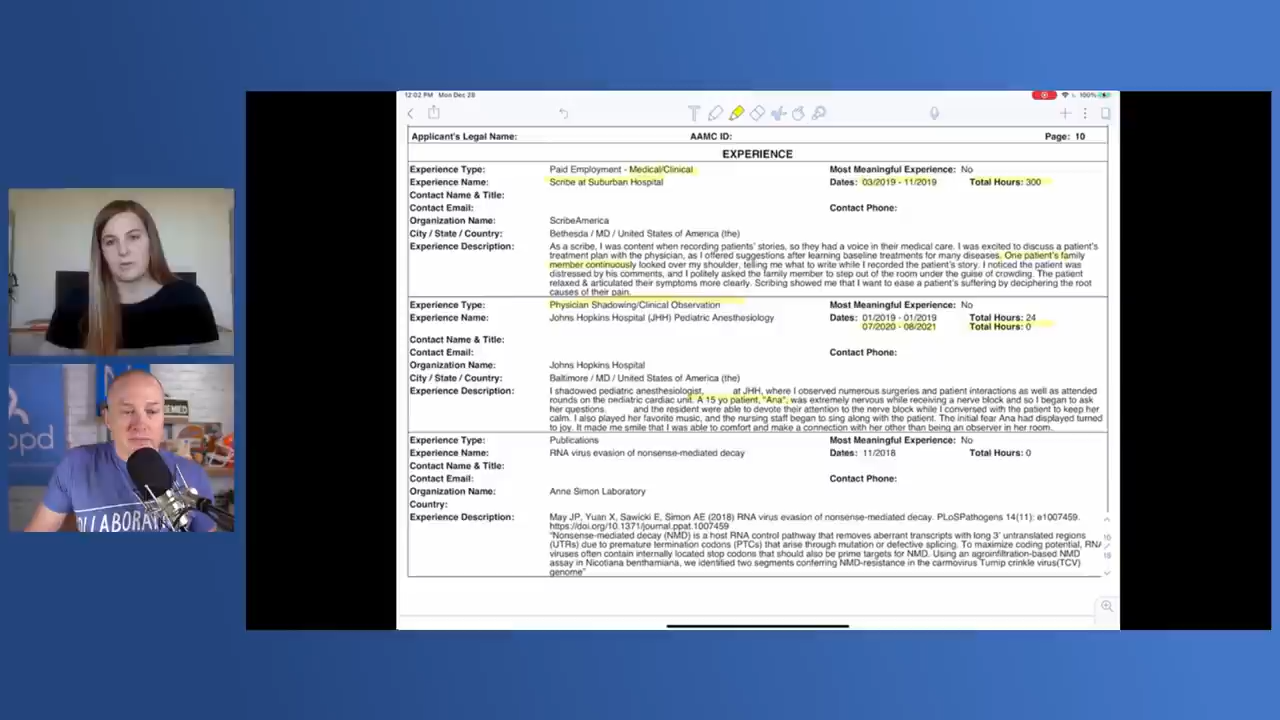 12:02 PM Mon Dec 28
100%
Applicant's Legal Name: AAMC ID: Page: 10
EXPERIENCE
Experience Type: Paid Employment - Medical/Clinical Most Meaningful Experience: No
Experience Name: Scribe at Suburban Hospital Dates: 03/2019 - 11/2019 Total Hours: 300
Contact Name & Title:
Contact Email: Contact Phone:
Organization Name: ScribeAmerica
City / State / Country: Bethesda / MD / United States of America (the)
Experience Description: As a scribe, I was content when recording patients' stories, so they had a voice in their medical care. I was excited to discuss a patient's
treatment plan with the physician, as I offered suggestions after learning baseline treatments for many diseases. One patient's family
member continuously looked over my shoulder, telling me what to write while I recorded the patient's story. I noticed the patient was
distressed by his comments, and I politely asked the family member to step out of the room under the guise of crowding. The patient
relaxed & articulated their symptoms more clearly. Scribing showed me that I want to ease a patient's suffering by deciphering the root
causes of their pain.
Experience Type: Physician Shadowing/Clinical Observation Most Meaningful Experience: No
Experience Name: Johns Hopkins Hospital (JHH) Pediatric Anesthesiology Dates: 01/2019 - 01/2019 Total Hours: 24
07/2020 - 08/2021 Total Hours: 0
Contact Name & Title:
Contact Email: Contact Phone:
Organization Name: Johns Hopkins Hospital
City / State / Country: Baltimore / MD / United States of America (the)
Experience Description: I shadowed pediatric anesthesiologist, at JHH, where I observed numerous surgeries and patient interactions as well as attended
rounds on the pediatric cardiac unit. A 15 yo patient, "Ana", was extremely nervous while receiving a nerve block and so I began to ask
her questions. and the resident were able to devote their attention to the nerve block while I conversed with the patient to keep her
calm. I also played her favorite music, and the nursing staff began to sing along with the patient. The initial fear Ana had displayed turned
to joy. It made me smile that I was able to comfort and make a connection with her other than being an observer in her room.
Experience Type: Publications Most Meaningful Experience: No
Experience Name: RNA virus evasion of nonsense-mediated decay Dates: 11/2018 Total Hours: 0
Contact Name & Title:
Contact Email: Contact Phone:
Organization Name: Anne Simon Laboratory
Country:
Experience Description: May JP, Yuan X, Sawicki E, Simon AE (2018) RNA virus evasion of nonsense-mediated decay. PLoSPathogens 14(11): e1007459.
https://doi.org/10.1371/journal.ppat.1007459
"Nonsense-mediated decay (NMD) is a host RNA control pathway that removes aberrant transcripts with long 3' untranslated regions
(UTRs) due to premature termination codons (PTCs) that arise through mutation or defective splicing. To maximize coding potential, RNA
viruses often contain internally located stop codons that should also be prime targets for NMD. Using an agroinfiltration-based NMD
assay in Nicotiana benthamiana, we identified two segments conferring NMD-resistance in the carmovirus Turnip crinkle virus(TCV)
genome"
ppd